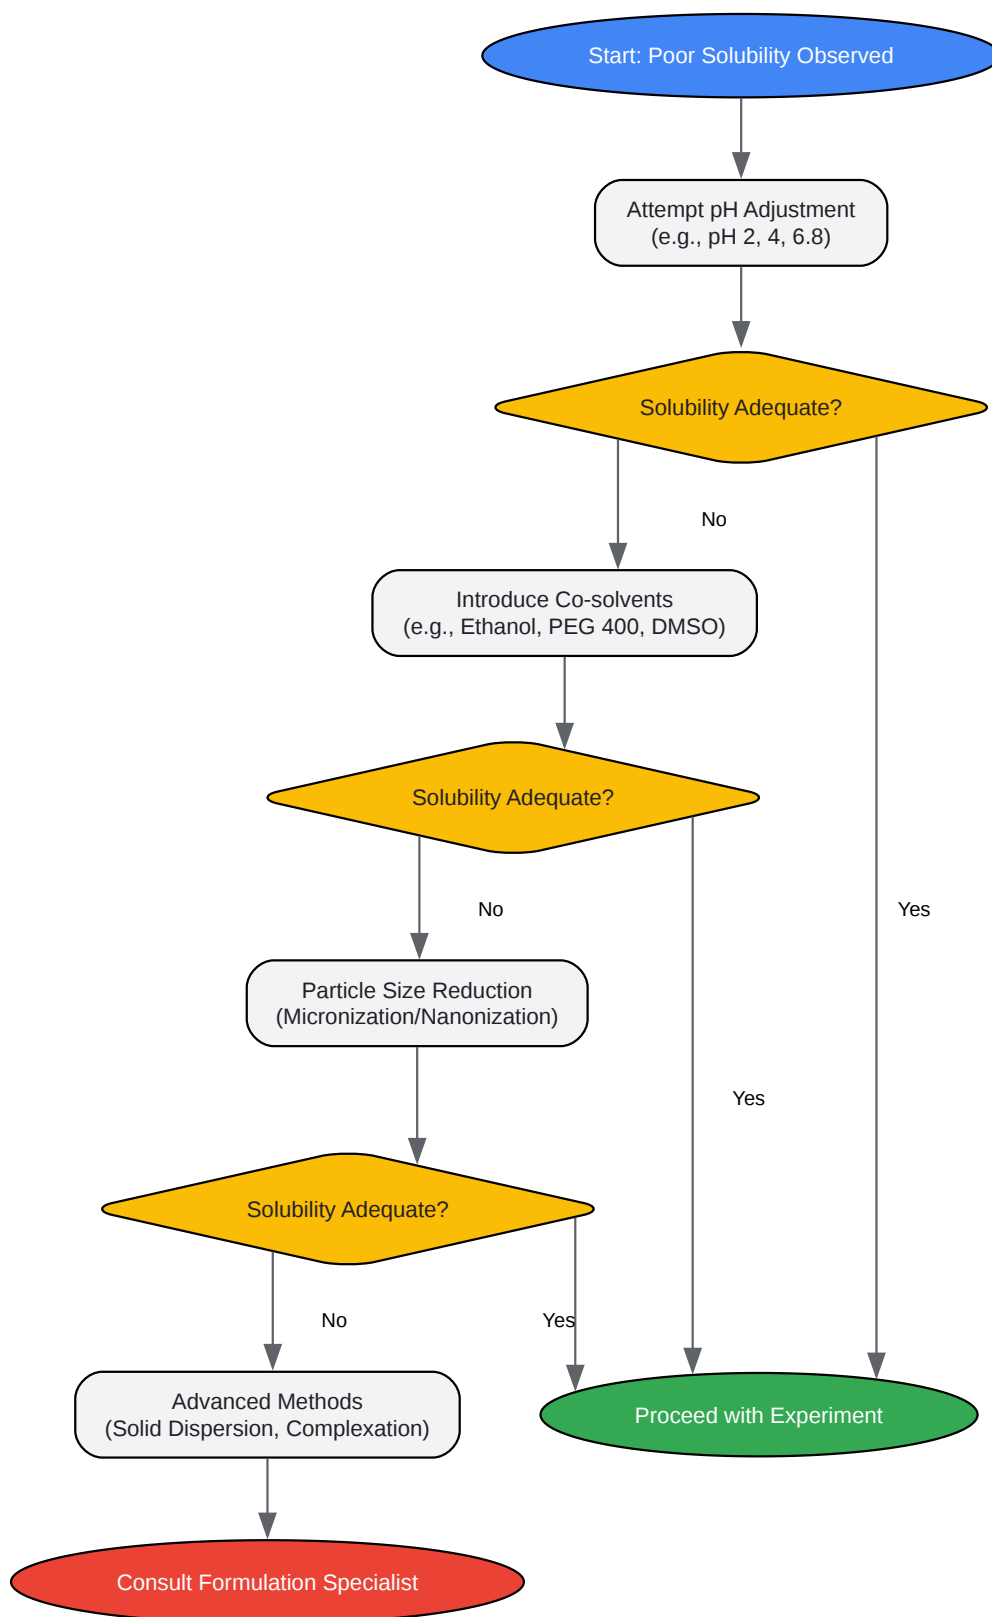 Start: Poor Solubility Observed
Attempt pH Adjustment
(e.g., pH 2, 4, 6.8)
Solubility Adequate?
No
Introduce Co-solvents
(e.g., Ethanol, PEG 400, DMSO)
Solubility Adequate?
No
Yes
Particle Size Reduction
(Micronization/Nanonization)
Yes
Solubility Adequate?
No
Yes
Advanced Methods
(Solid Dispersion, Complexation)
Proceed with Experiment
Consult Formulation Specialist